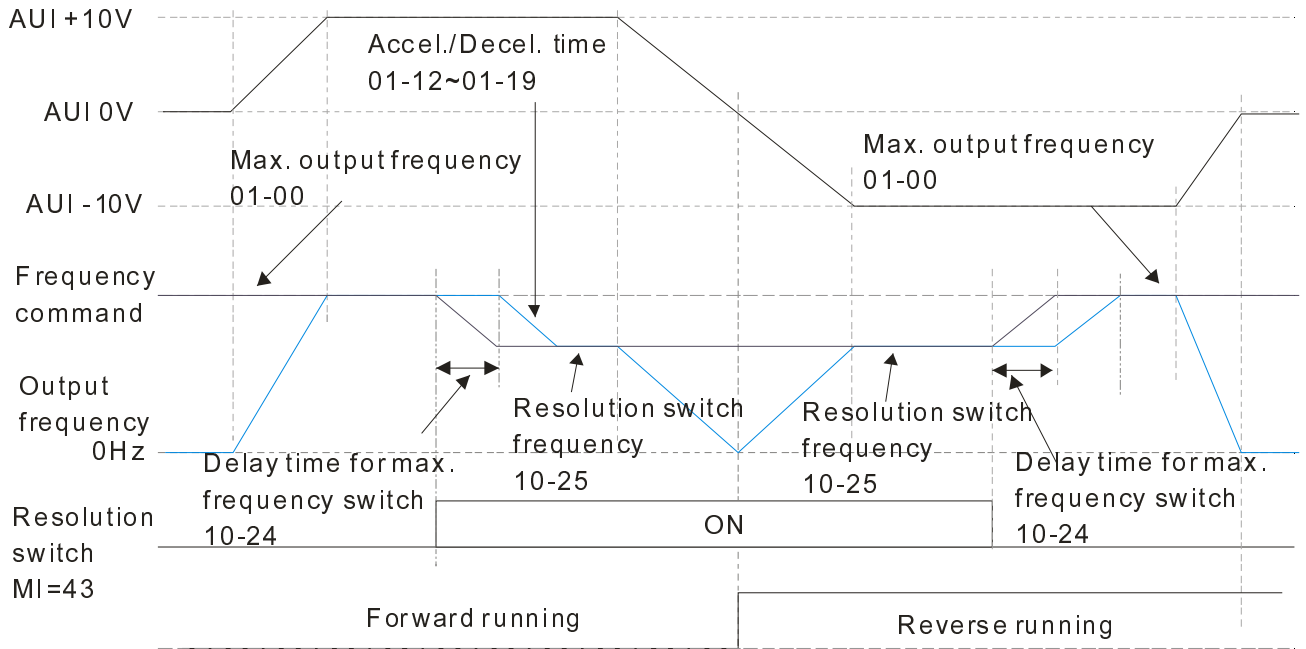 AUI +10V
Accel./Decel. time
01-12~01-19
AUI 0V
Max. output frequency
01-00
Max. output frequency
01-00
AUI -10V
Frequency
command
Output
frequency
0Hz
Resolution switch
frequency
10-25
Resolution switch
frequency
10-25
Delay time for max.
frequency switch
10-24
Delay time for max.
frequency switch
10-24
Resolution
switch
MI=43
ON
Forward running
Reverse running